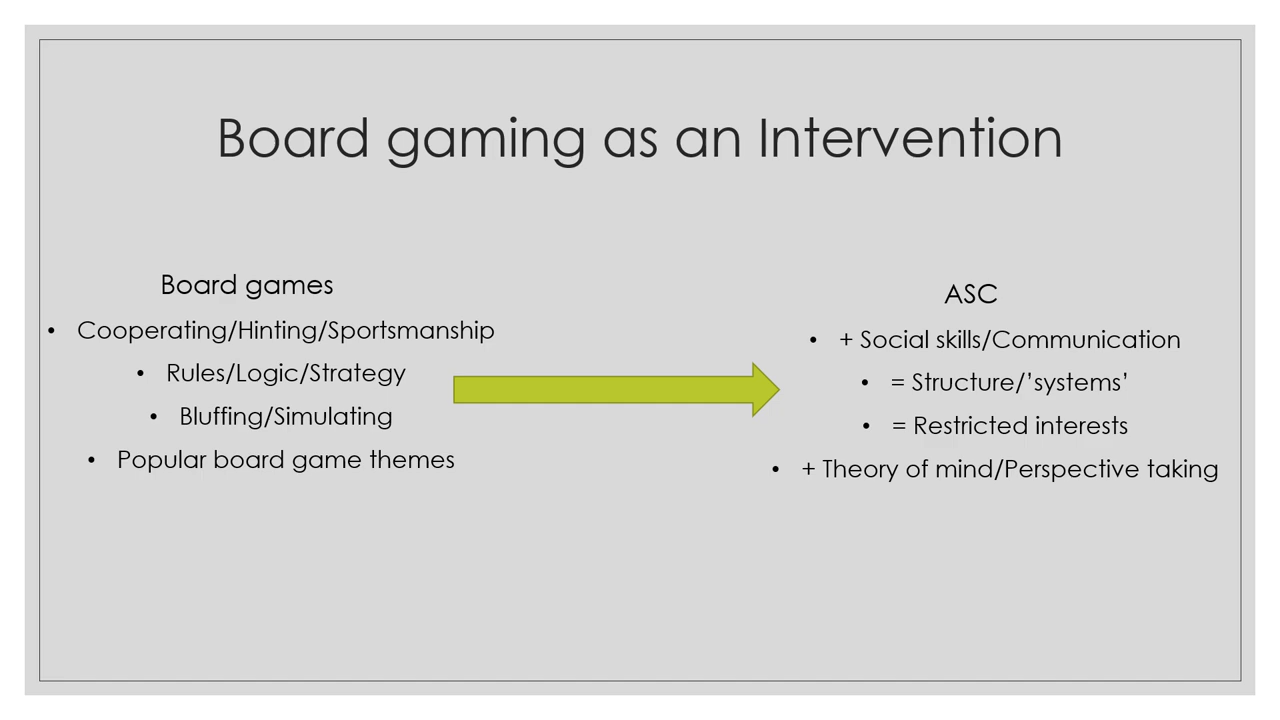 Board gaming as an Intervention
Board games
• Cooperating/Hinting/Sportsmanship
• Rules/Logic/Strategy
• Bluffing/Simulating
• Popular board game themes
ASC
• + Social skills/Communication
• = Structure/’systems’
• = Restricted interests
• + Theory of mind/Perspective taking